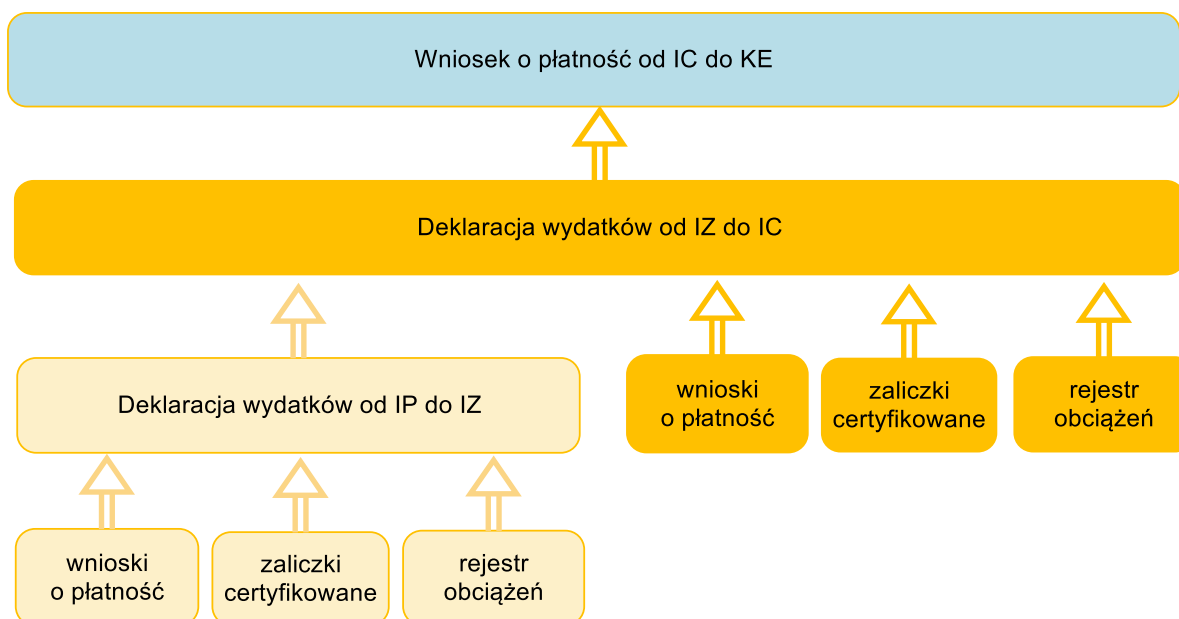 Wniosek o płatność od IC do KE
Deklaracja wydatków od IZ do IC
Deklaracja wydatków od IP do IZ
wnioski
o płatność
zaliczki
certyfikowane
rejestr
obciążeń
wnioski
o płatność
zaliczki
certyfikowane
rejestr
obciążeń